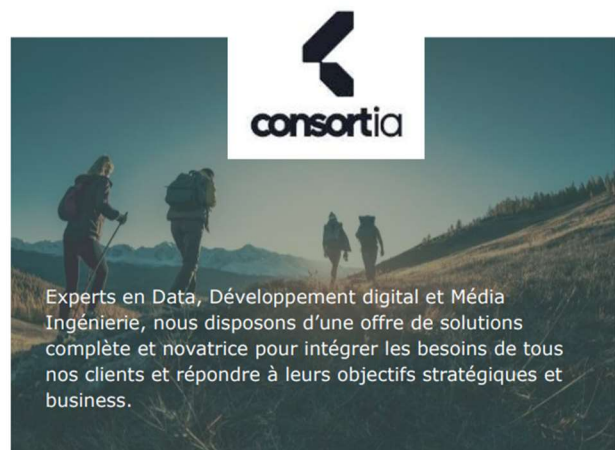 consortia
Experts en Data, Développement digital et Média
Ingénierie, nous disposons d'une offre de solutions
complète et novatrice pour intégrer les besoins de tous
nos clients et répondre à leurs objectifs stratégiques et
business.